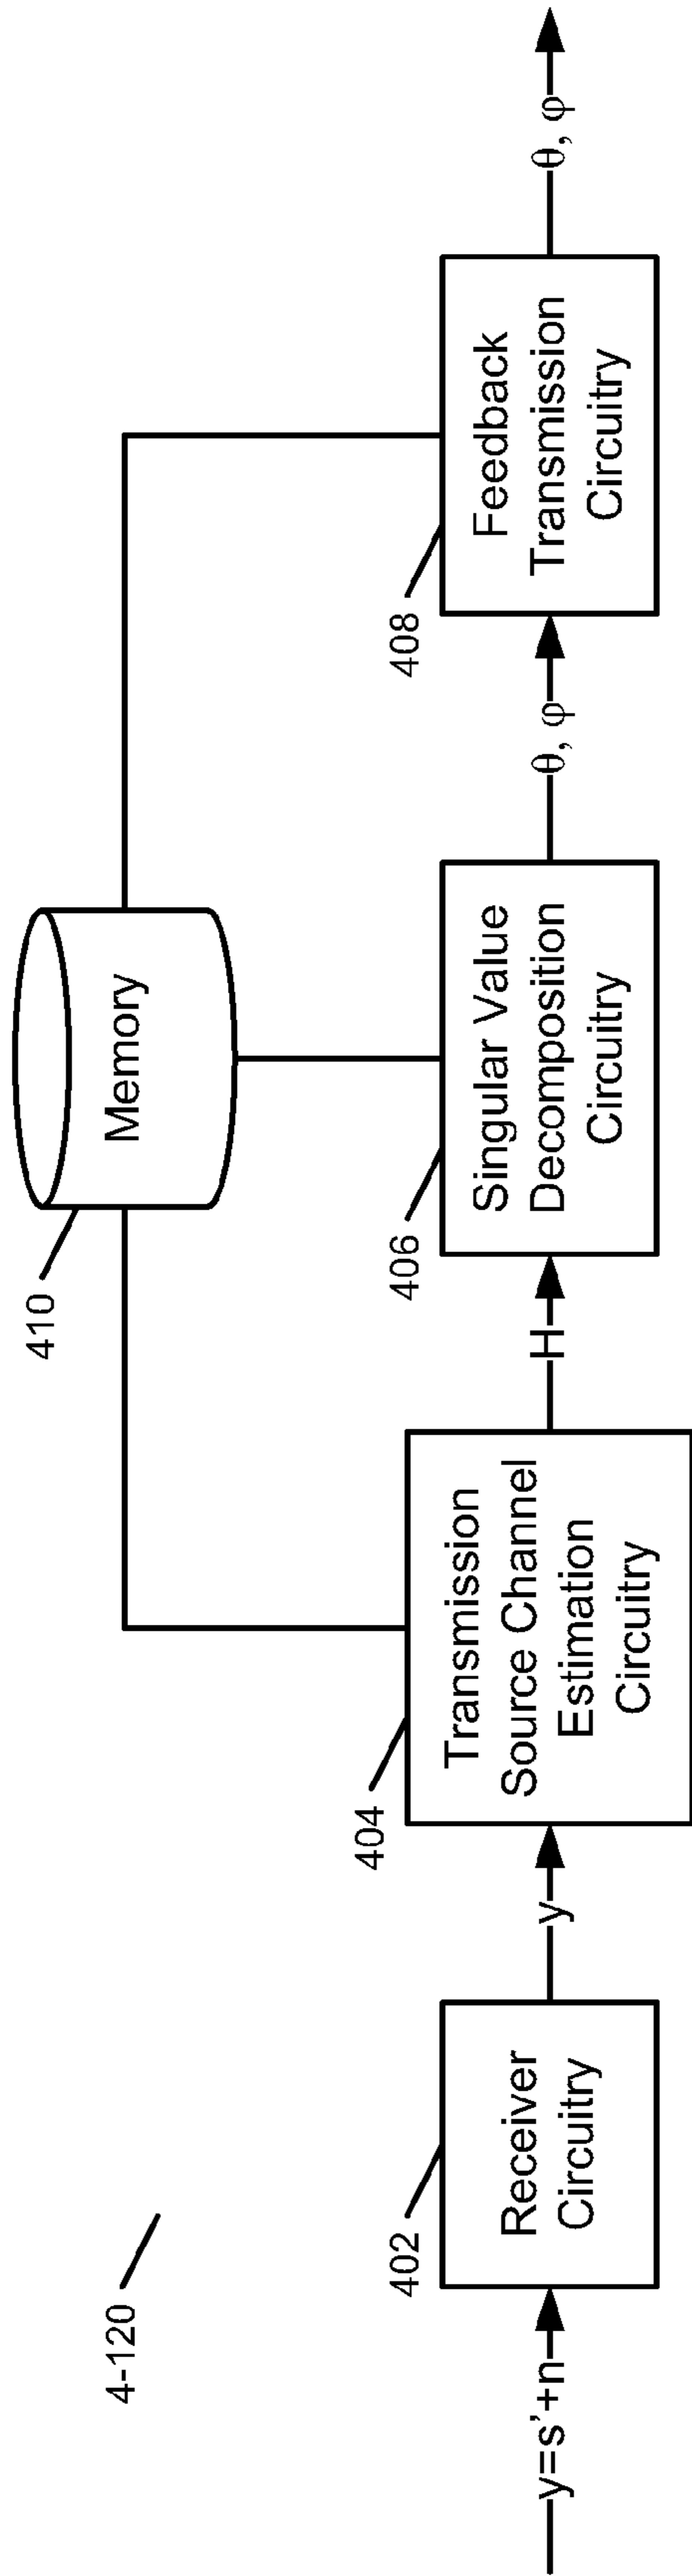 4-120
410
Memory
402
404
406
408
y=s’+n
Receiver
Circuitry
y
Transmission
Source Channel
Estimation
Circuitry
H
Singular Value
Decomposition
Circuitry
θ, φ
Feedback
Transmission
Circuitry
θ, φ